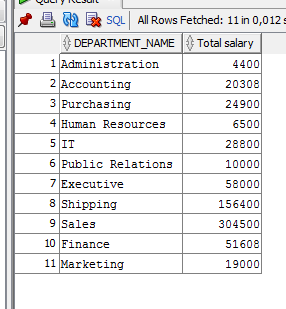 Query Result
SQL All Rows Fetched: 11 in 0,012 s
DEPARTMENT_NAME Total salary
1 Administration 4400
2 Accounting 20308
3 Purchasing 24900
4 Human Resources 6500
5 IT 28800
6 Public Relations 10000
7 Executive 58000
8 Shipping 156400
9 Sales 304500
10 Finance 51608
11 Marketing 19000